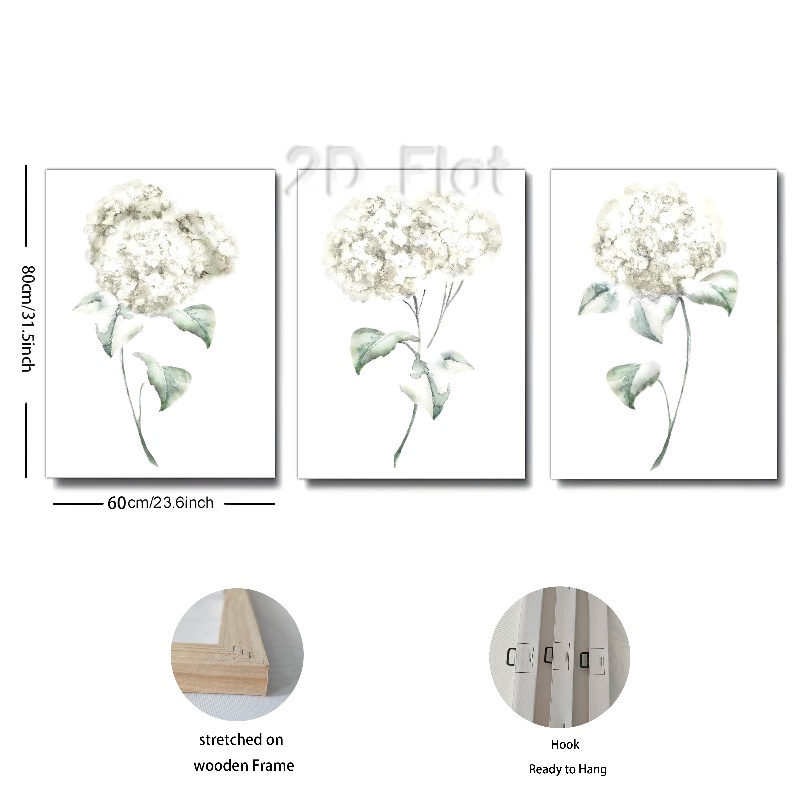 2D Flat
80cm/31.5inch
60cm/23.6inch
stretched on
wooden Frame
Hook
Ready to Hang